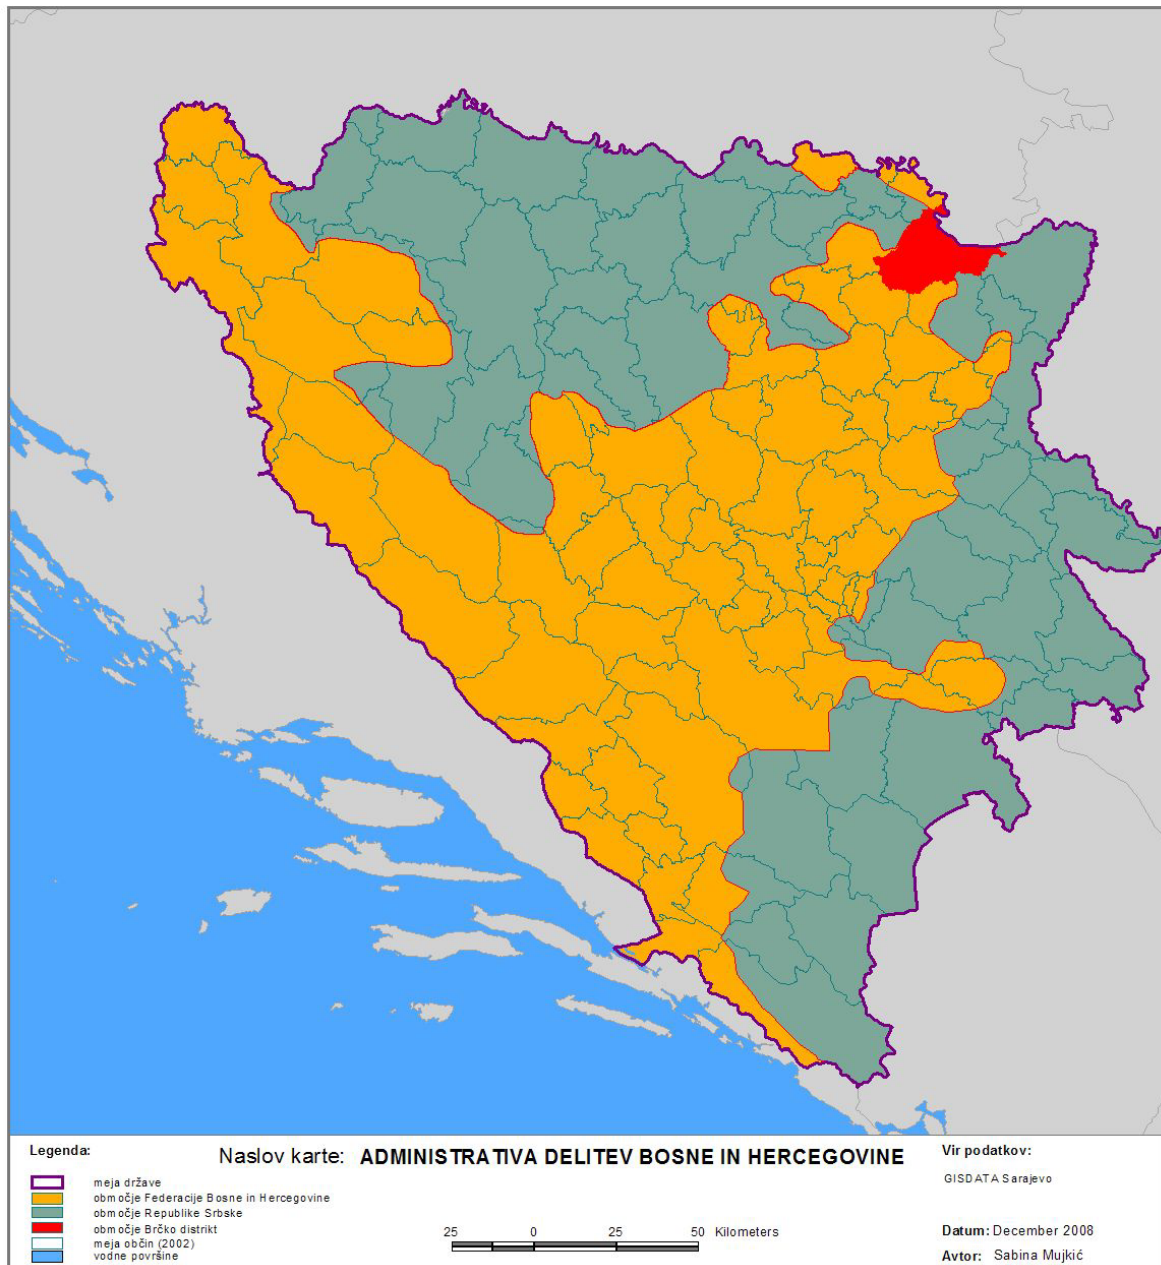 Legenda:
meja države
območje Federacije Bosne in Hercegovine
območje Republike Srbske
območje Brčko distrikt
meja občin (2002)
vodne površine
Naslov karte: ADMINISTRATIVA DELITEV BOSNE IN HERCEGOVINE
25 0 25 50 Kilometers
Vir podatkov:
GISDATA Sarajevo
Datum: December 2008
Avtor: Sabina Mujkić